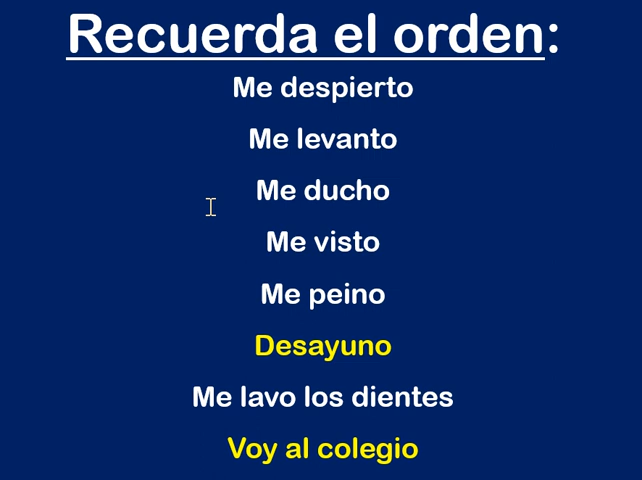 Recuerda el orden:
Me despierto
Me levanto
Me ducho
Me visto
Me peino
Desayuno
Me lavo los dientes
Voy al colegio